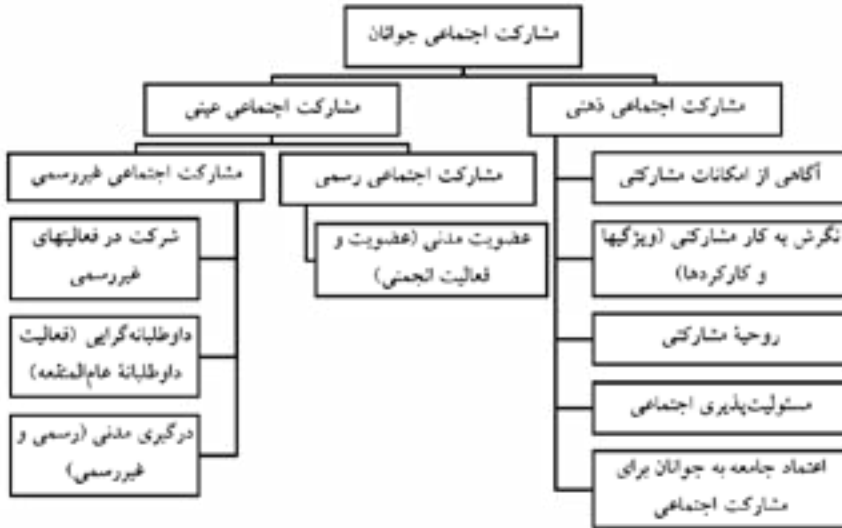 مشارکت اجتماعی جوانان
مشارکت اجتماعی ذهنی
مشارکت اجتماعی عینی
آگاهی از امکانات مشارکتی
نگرش به کار مشارکتی (ویژگیها
و کارکردها)
روحیۀ مشارکتی
مسئولیت‌پذیری اجتماعی
اعتماد جامعه به جوانان برای
مشارکت اجتماعی
مشارکت اجتماعی رسمی
عضویت مدنی (عضویت و
فعالیت انجمنی)
مشارکت اجتماعی غیررسمی
شرکت در فعالیتهای
غیررسمی
داوطلبانه‌گرایی (فعالیت
داوطلبانۀ عام‌المنفعه)
درگیری مدنی (رسمی و
غیررسمی)